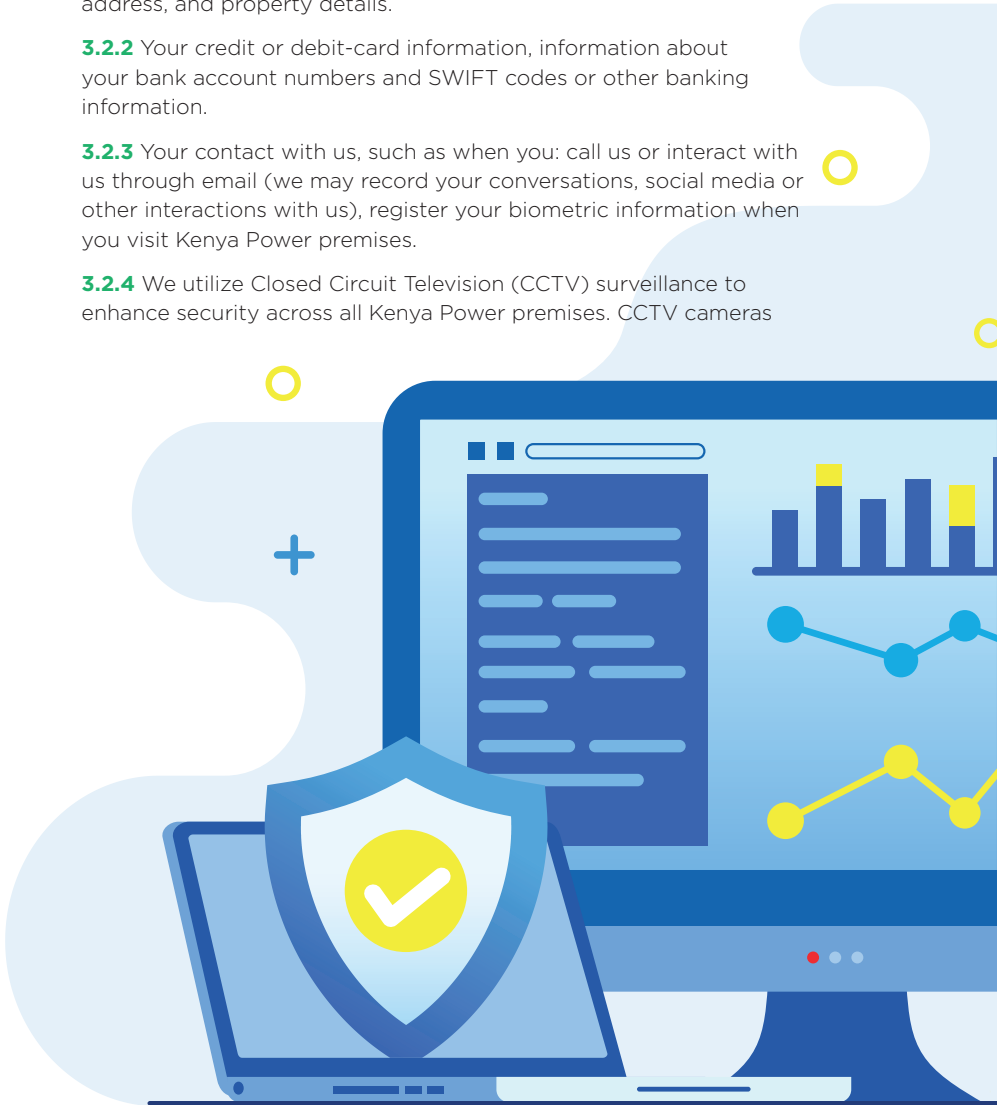 address, and property details.
3.2.2 Your credit or debit-card information, information about
your bank account numbers and SWIFT codes or other banking
information.
3.2.3 Your contact with us, such as when you: call us or interact with
us through email (we may record your conversations, social media or
other interactions with us), register your biometric information when
you visit Kenya Power premises.
3.2.4 We utilize Closed Circuit Television (CCTV) surveillance to
enhance security across all Kenya Power premises. CCTV cameras